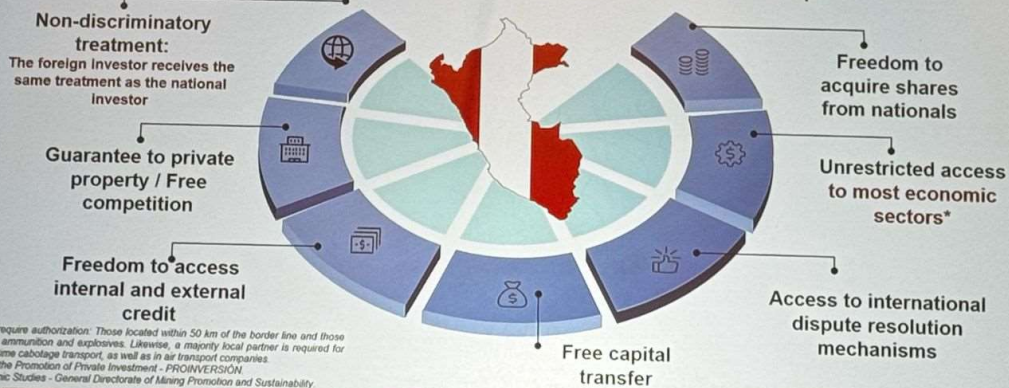 Non-discriminatory
treatment:
The foreign investor receives the
same treatment as the national
investor
Guarantee to private
property / Free
competition
Freedom to access
internal and external
credit
Free capital
transfer
Access to international
dispute resolution
mechanisms
Unrestricted access
to most economic
sectors*
Freedom to
acquire shares
from nationals
require authorization: Those located within 50 km of the border line and those
ammunition and explosives. Likewise, a majority local partner is required for
cabotage transport, as well as in air transport companies.
the Promotion of Private Investment - PROINVERSIÓN.
Studies - General Directorate of Mining Promotion and Sustainability.